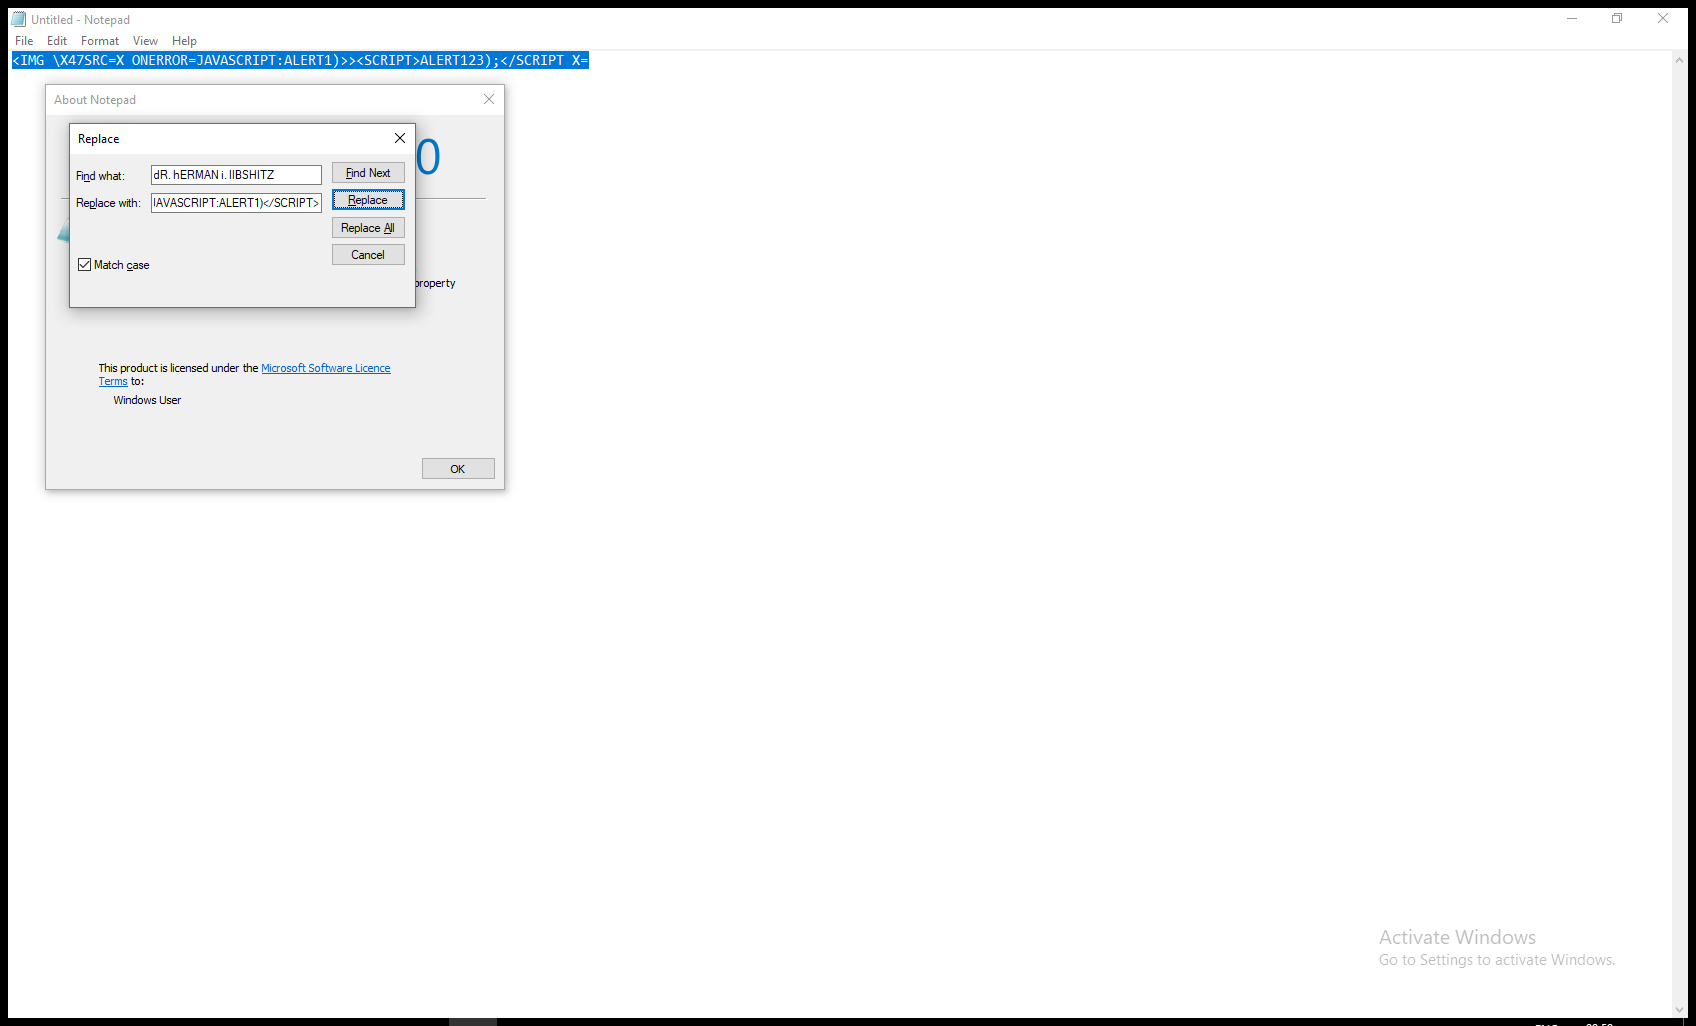 Untitled - Notepad
File Edit Format View Help
<IMG \X47SRC=X ONERROR=JAVASCRIPT:ALERT1)>><SCRIPT>ALERT123);</SCRIPT X=
About Notepad
Replace
0
Find what: dR. hERMAN i. lIBSHITZ Find Next
Replace with: JAVASCRIPT:ALERT1)</SCRIPT> Replace
Replace All
Cancel
Match case
property
This product is licensed under the Microsoft Software Licence
Terms to:
Windows User
OK
Activate Windows
Go to Settings to activate Windows.